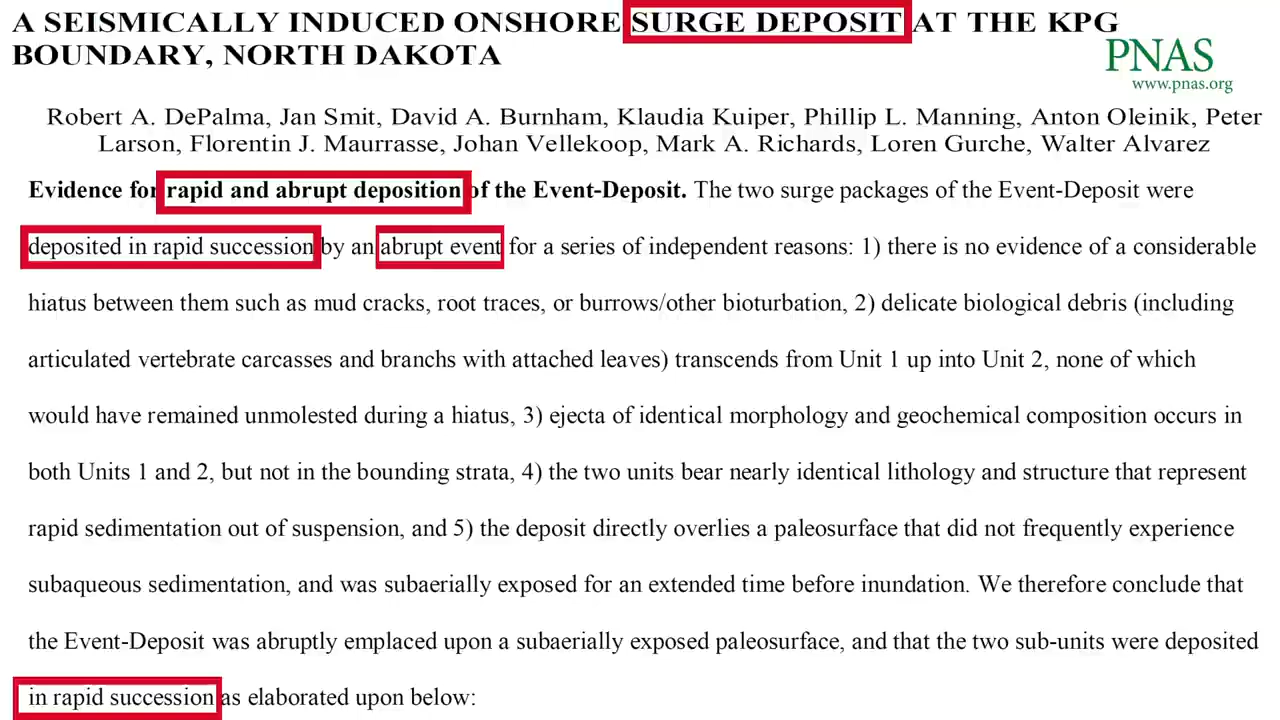 A SEISMICALLY INDUCED ONSHORE SURGE DEPOSIT AT THE KPG
BOUNDARY, NORTH DAKOTA
PNAS
www.pnas.org
Robert A. DePalma, Jan Smit, David A. Burnham, Klaudia Kuiper, Phillip L. Manning, Anton Oleinik, Peter
Larson, Florentin J. Maurrasse, Johan Vellekoop, Mark A. Richards, Loren Gurche, Walter Alvarez
Evidence for rapid and abrupt deposition of the Event-Deposit. The two surge packages of the Event-Deposit were
deposited in rapid succession by an abrupt event for a series of independent reasons: 1) there is no evidence of a considerable
hiatus between them such as mud cracks, root traces, or burrows/other bioturbation, 2) delicate biological debris (including
articulated vertebrate carcasses and branchs with attached leaves) transcends from Unit 1 up into Unit 2, none of which
would have remained unmolested during a hiatus, 3) ejecta of identical morphology and geochemical composition occurs in
both Units 1 and 2, but not in the bounding strata, 4) the two units bear nearly identical lithology and structure that represent
rapid sedimentation out of suspension, and 5) the deposit directly overlies a paleosurface that did not frequently experience
subaqueous sedimentation, and was subaerially exposed for an extended time before inundation. We therefore conclude that
the Event-Deposit was abruptly emplaced upon a subaerially exposed paleosurface, and that the two sub-units were deposited
in rapid succession as elaborated upon below: